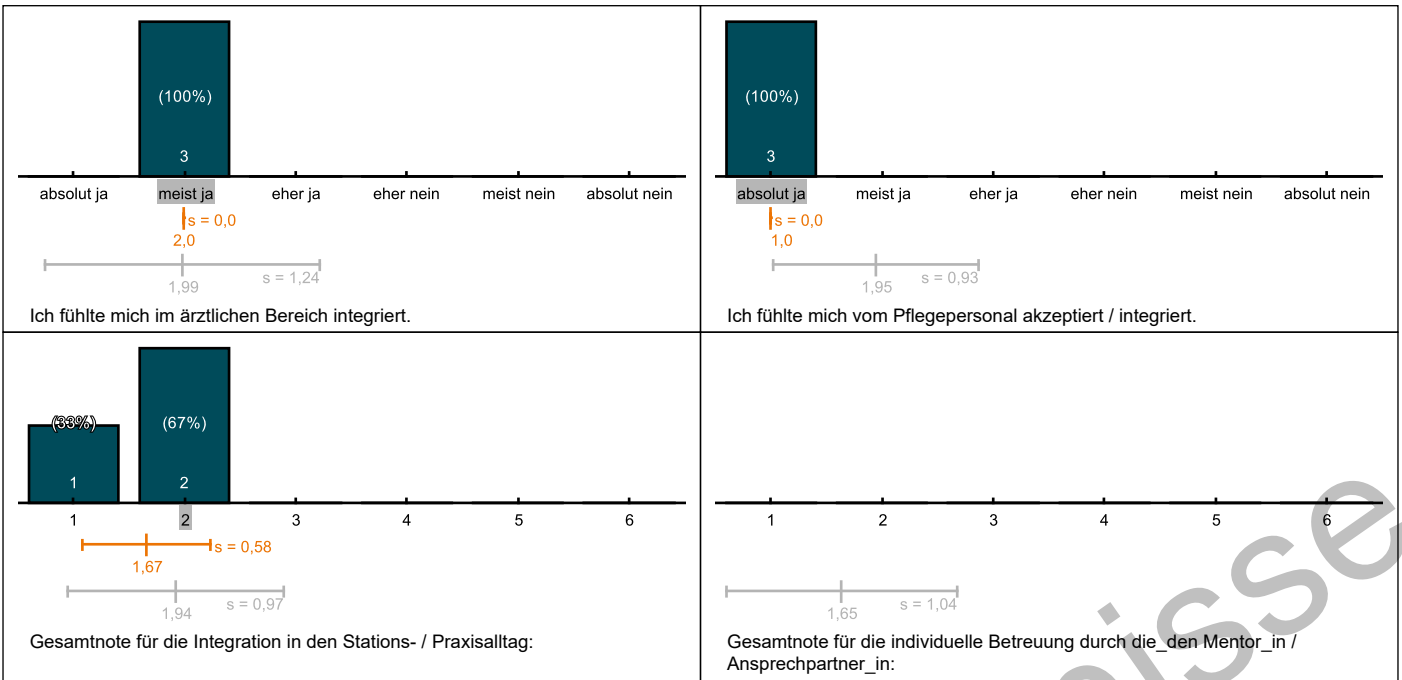 (100%)
3
absolut ja meist ja eher ja eher nein meist nein absolut nein
s = 0,0
2,0
s = 1,24
1,99
Ich fühlte mich im ärztlichen Bereich integriert.
(100%)
3
absolut ja meist ja eher ja eher nein meist nein absolut nein
s = 0,0
1,0
s = 0,93
1,95
Ich fühlte mich vom Pflegepersonal akzeptiert / integriert.
(33%) (67%)
1 2
1 2 3 4 5 6
s = 0,58
1,67
s = 0,97
1,94
Gesamtnote für die Integration in den Stations- / Praxisalltag:
1 2 3 4 5 6
s = 1,04
1,65
Gesamtnote für die individuelle Betreuung durch die_den Mentor_in /
Ansprechpartner_in:
isse